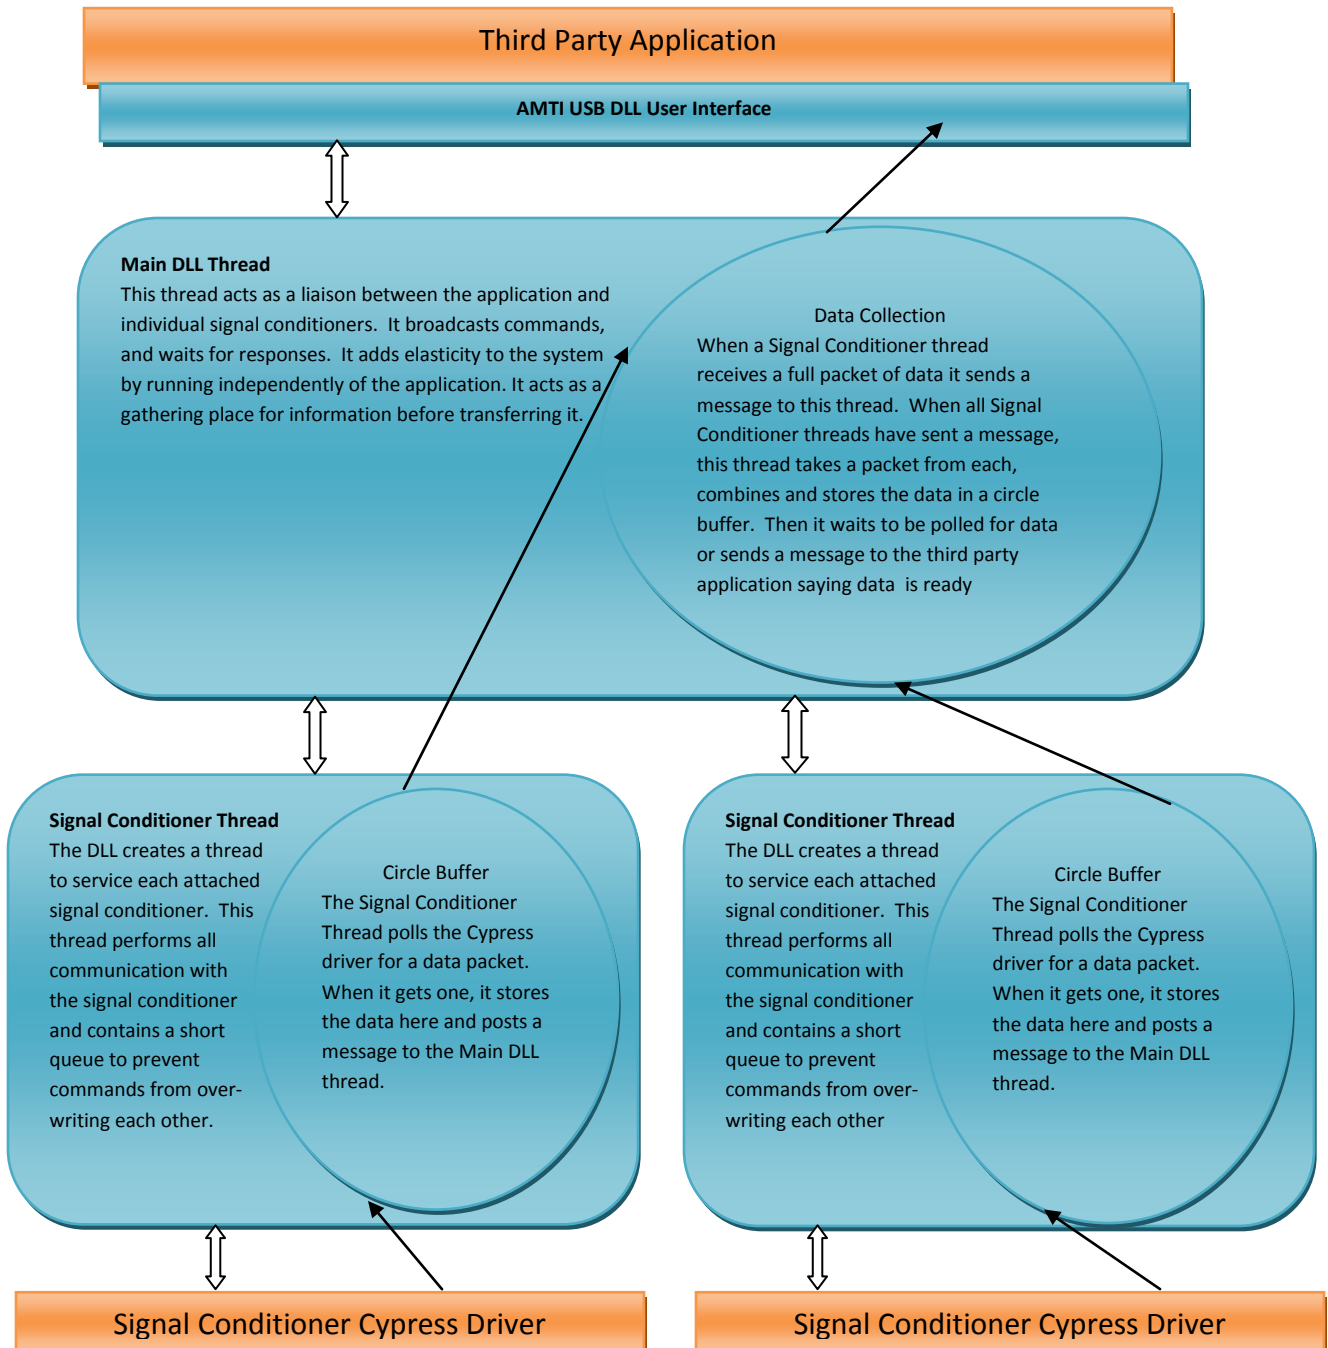 Third Party Application
AMTI USB DLL User Interface
Main DLL Thread
This thread acts as a liaison between the application and
individual signal conditioners.  It broadcasts commands,
and waits for responses.  It adds elasticity to the system
by running independently of the application. It acts as a
gathering place for information before transferring it.
Data Collection
When a Signal Conditioner thread
receives a full packet of data it sends a
message to this thread.  When all Signal
Conditioner threads have sent a message,
this thread takes a packet from each,
combines and stores the data in a circle
buffer.  Then it waits to be polled for data
or sends a message to the third party
application saying data  is ready
Signal Conditioner Thread
The DLL creates a thread
to service each attached
signal conditioner.  This
thread performs all
communication with
the signal conditioner
and contains a short
queue to prevent
commands from over-
writing each other.
Circle Buffer
The Signal Conditioner
Thread polls the Cypress
driver for a data packet.
When it gets one, it stores
the data here and posts a
message to the Main DLL
thread.
Signal Conditioner Thread
The DLL creates a thread
to service each attached
signal conditioner.  This
thread performs all
communication with
the signal conditioner
and contains a short
queue to prevent
commands from over-
writing each other
Circle Buffer
The Signal Conditioner
Thread polls the Cypress
driver for a data packet.
When it gets one, it stores
the data here and posts a
message to the Main DLL
thread.
Signal Conditioner Cypress Driver
Signal Conditioner Cypress Driver